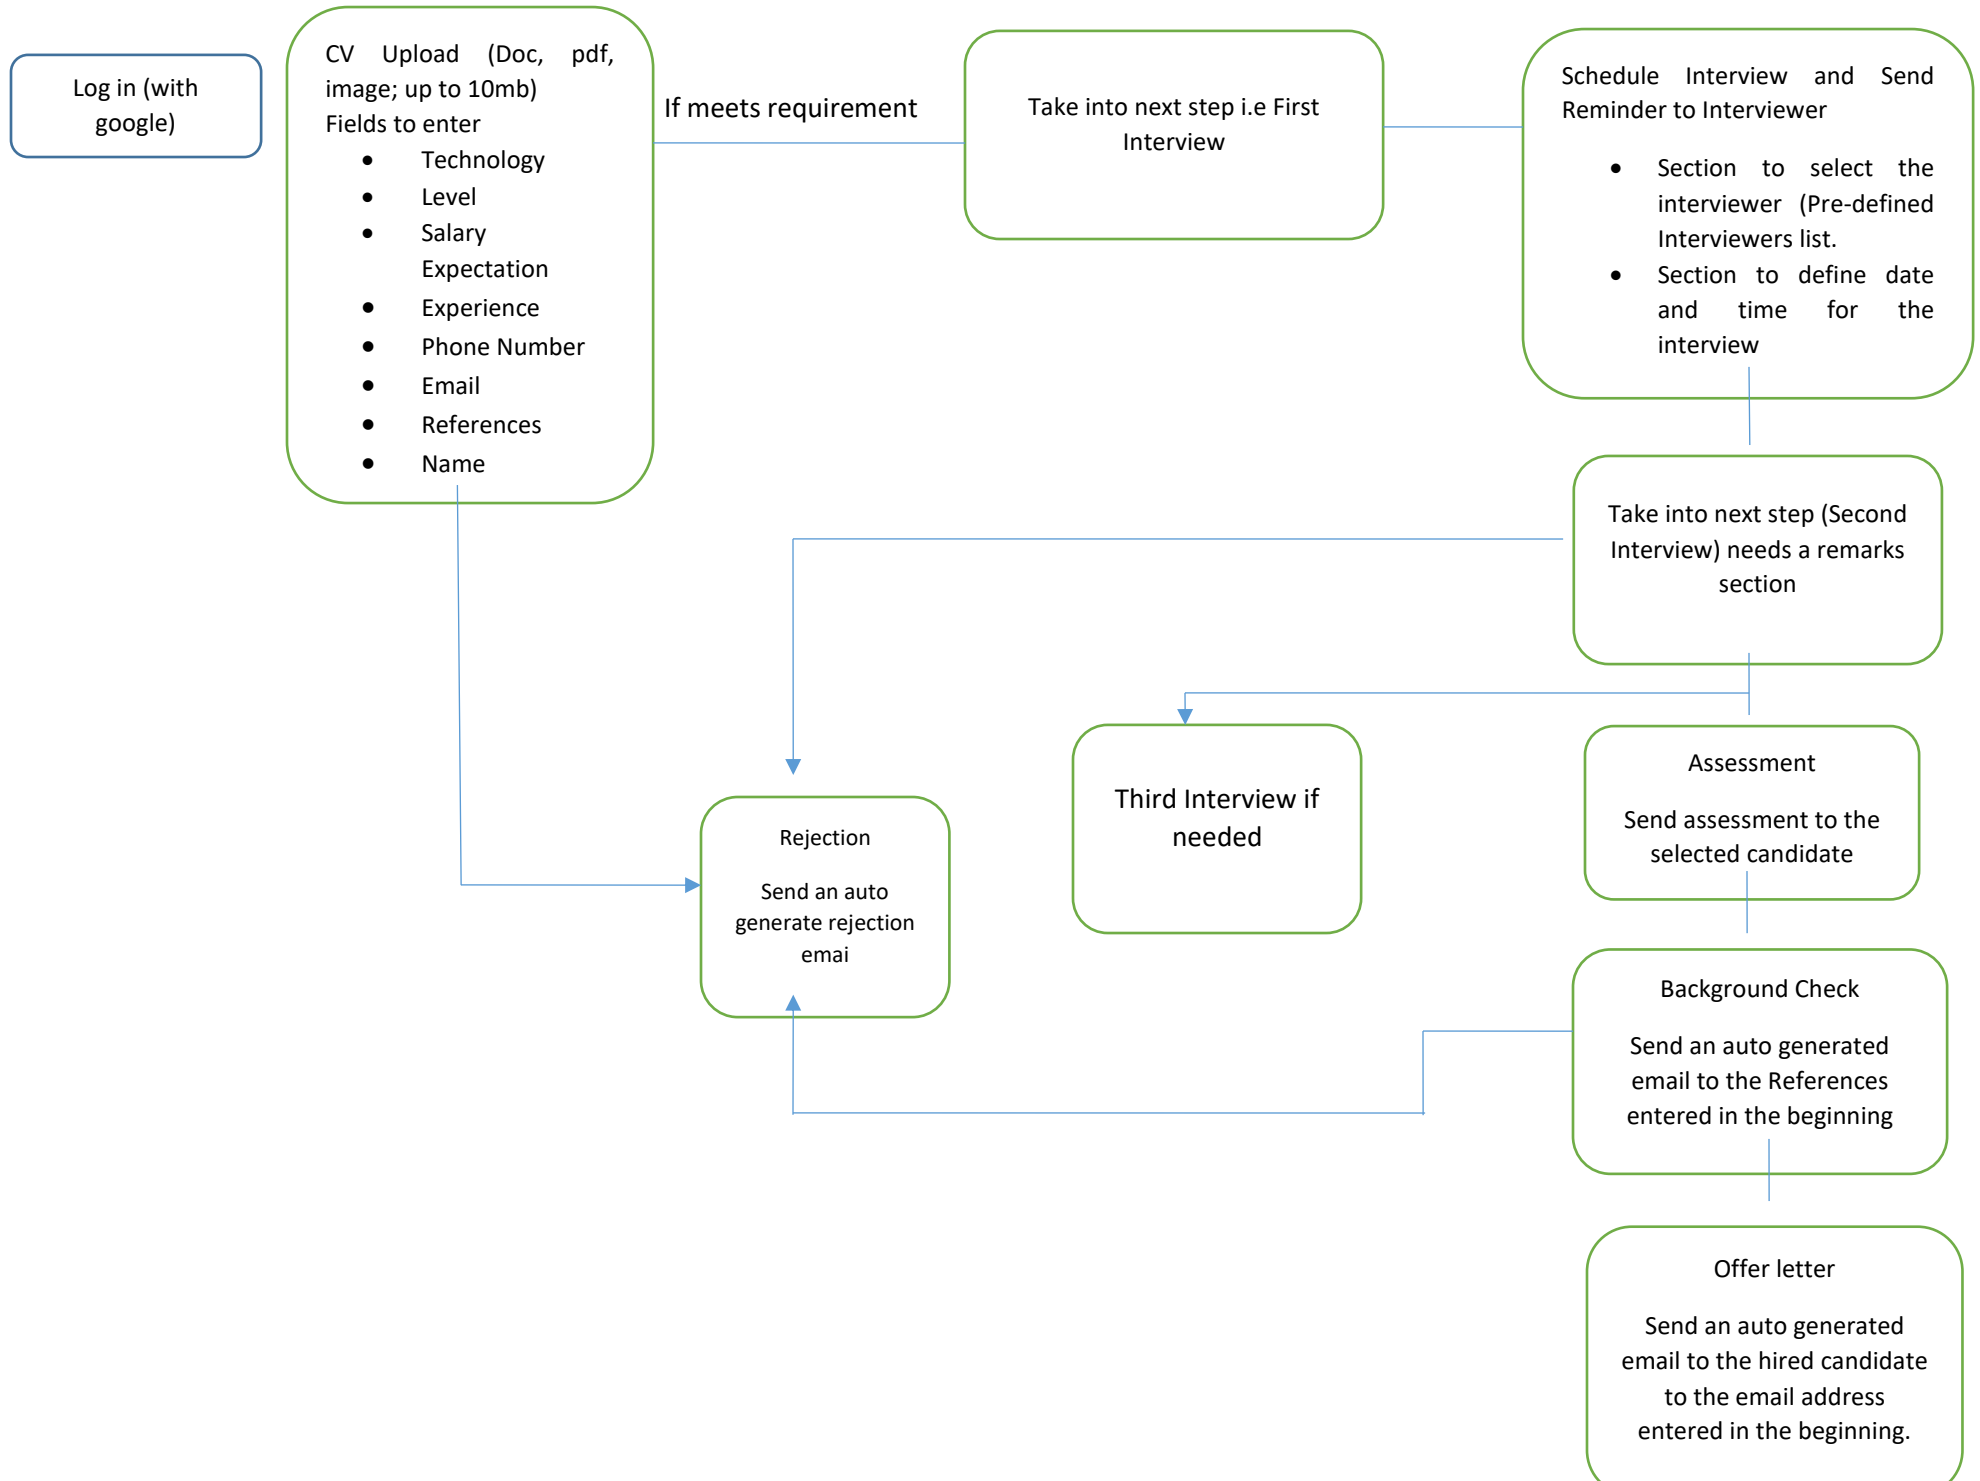 Log in (with
google)
CV Upload (Doc, pdf,
image; up to 10mb)
Fields to enter
• Technology
• Level
• Salary
Expectation
• Experience
• Phone Number
• Email
• References
• Name
If meets requirement
Take into next step i.e First
Interview
Schedule Interview and Send
Reminder to Interviewer
• Section to select the
interviewer (Pre-defined
Interviewers list.
• Section to define date
and time for the
interview
Take into next step (Second
Interview) needs a remarks
section
Third Interview if
needed
Assessment
Send assessment to the
selected candidate
Rejection
Send an auto
generate rejection
emai
Background Check
Send an auto generated
email to the References
entered in the beginning
Offer letter
Send an auto generated
email to the hired candidate
to the email address
entered in the beginning.